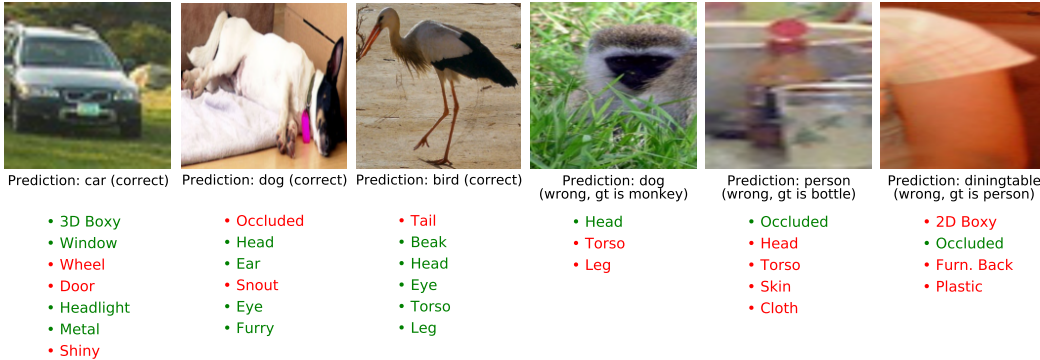 Prediction: car (correct)
• 3D Boxy
• Window
• Wheel
• Door
• Headlight
• Metal
• Shiny
Prediction: dog (correct)
• Occluded
• Head
• Ear
• Snout
• Eye
• Furry
Prediction: bird (correct)
• Tail
• Beak
• Head
• Eye
• Torso
• Leg
Prediction: dog
(wrong, gt is monkey)
• Head
• Torso
• Leg
Prediction: person
(wrong, gt is bottle)
• Occluded
• Head
• Torso
• Skin
• Cloth
Prediction: diningtable
(wrong, gt is person)
• 2D Boxy
• Occluded
• Furn. Back
• Plastic